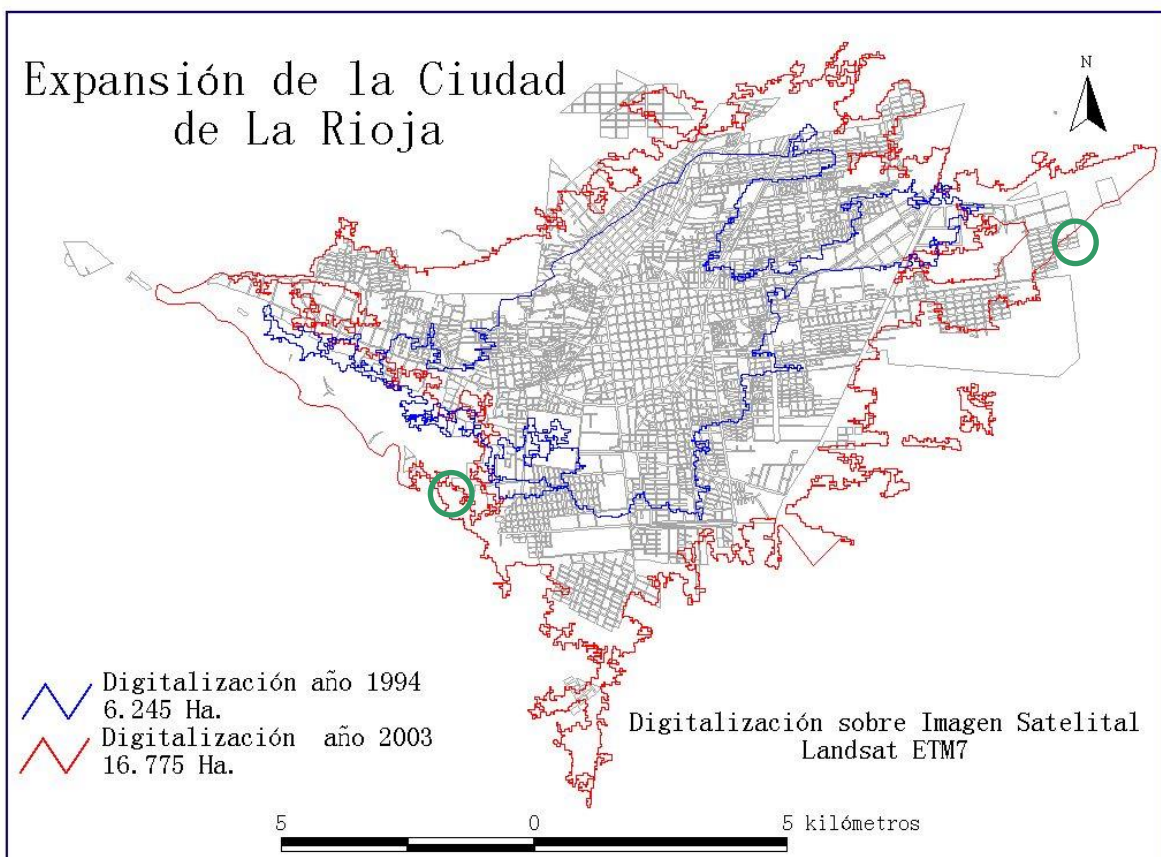 Expansión de la Ciudad
de La Rioja
N
Digitalización año 1994
6.245 Ha.
Digitalización año 2003
16.775 Ha.
Digitalización sobre Imagen Satelital
Landsat ETM7
5 0 5 kilómetros